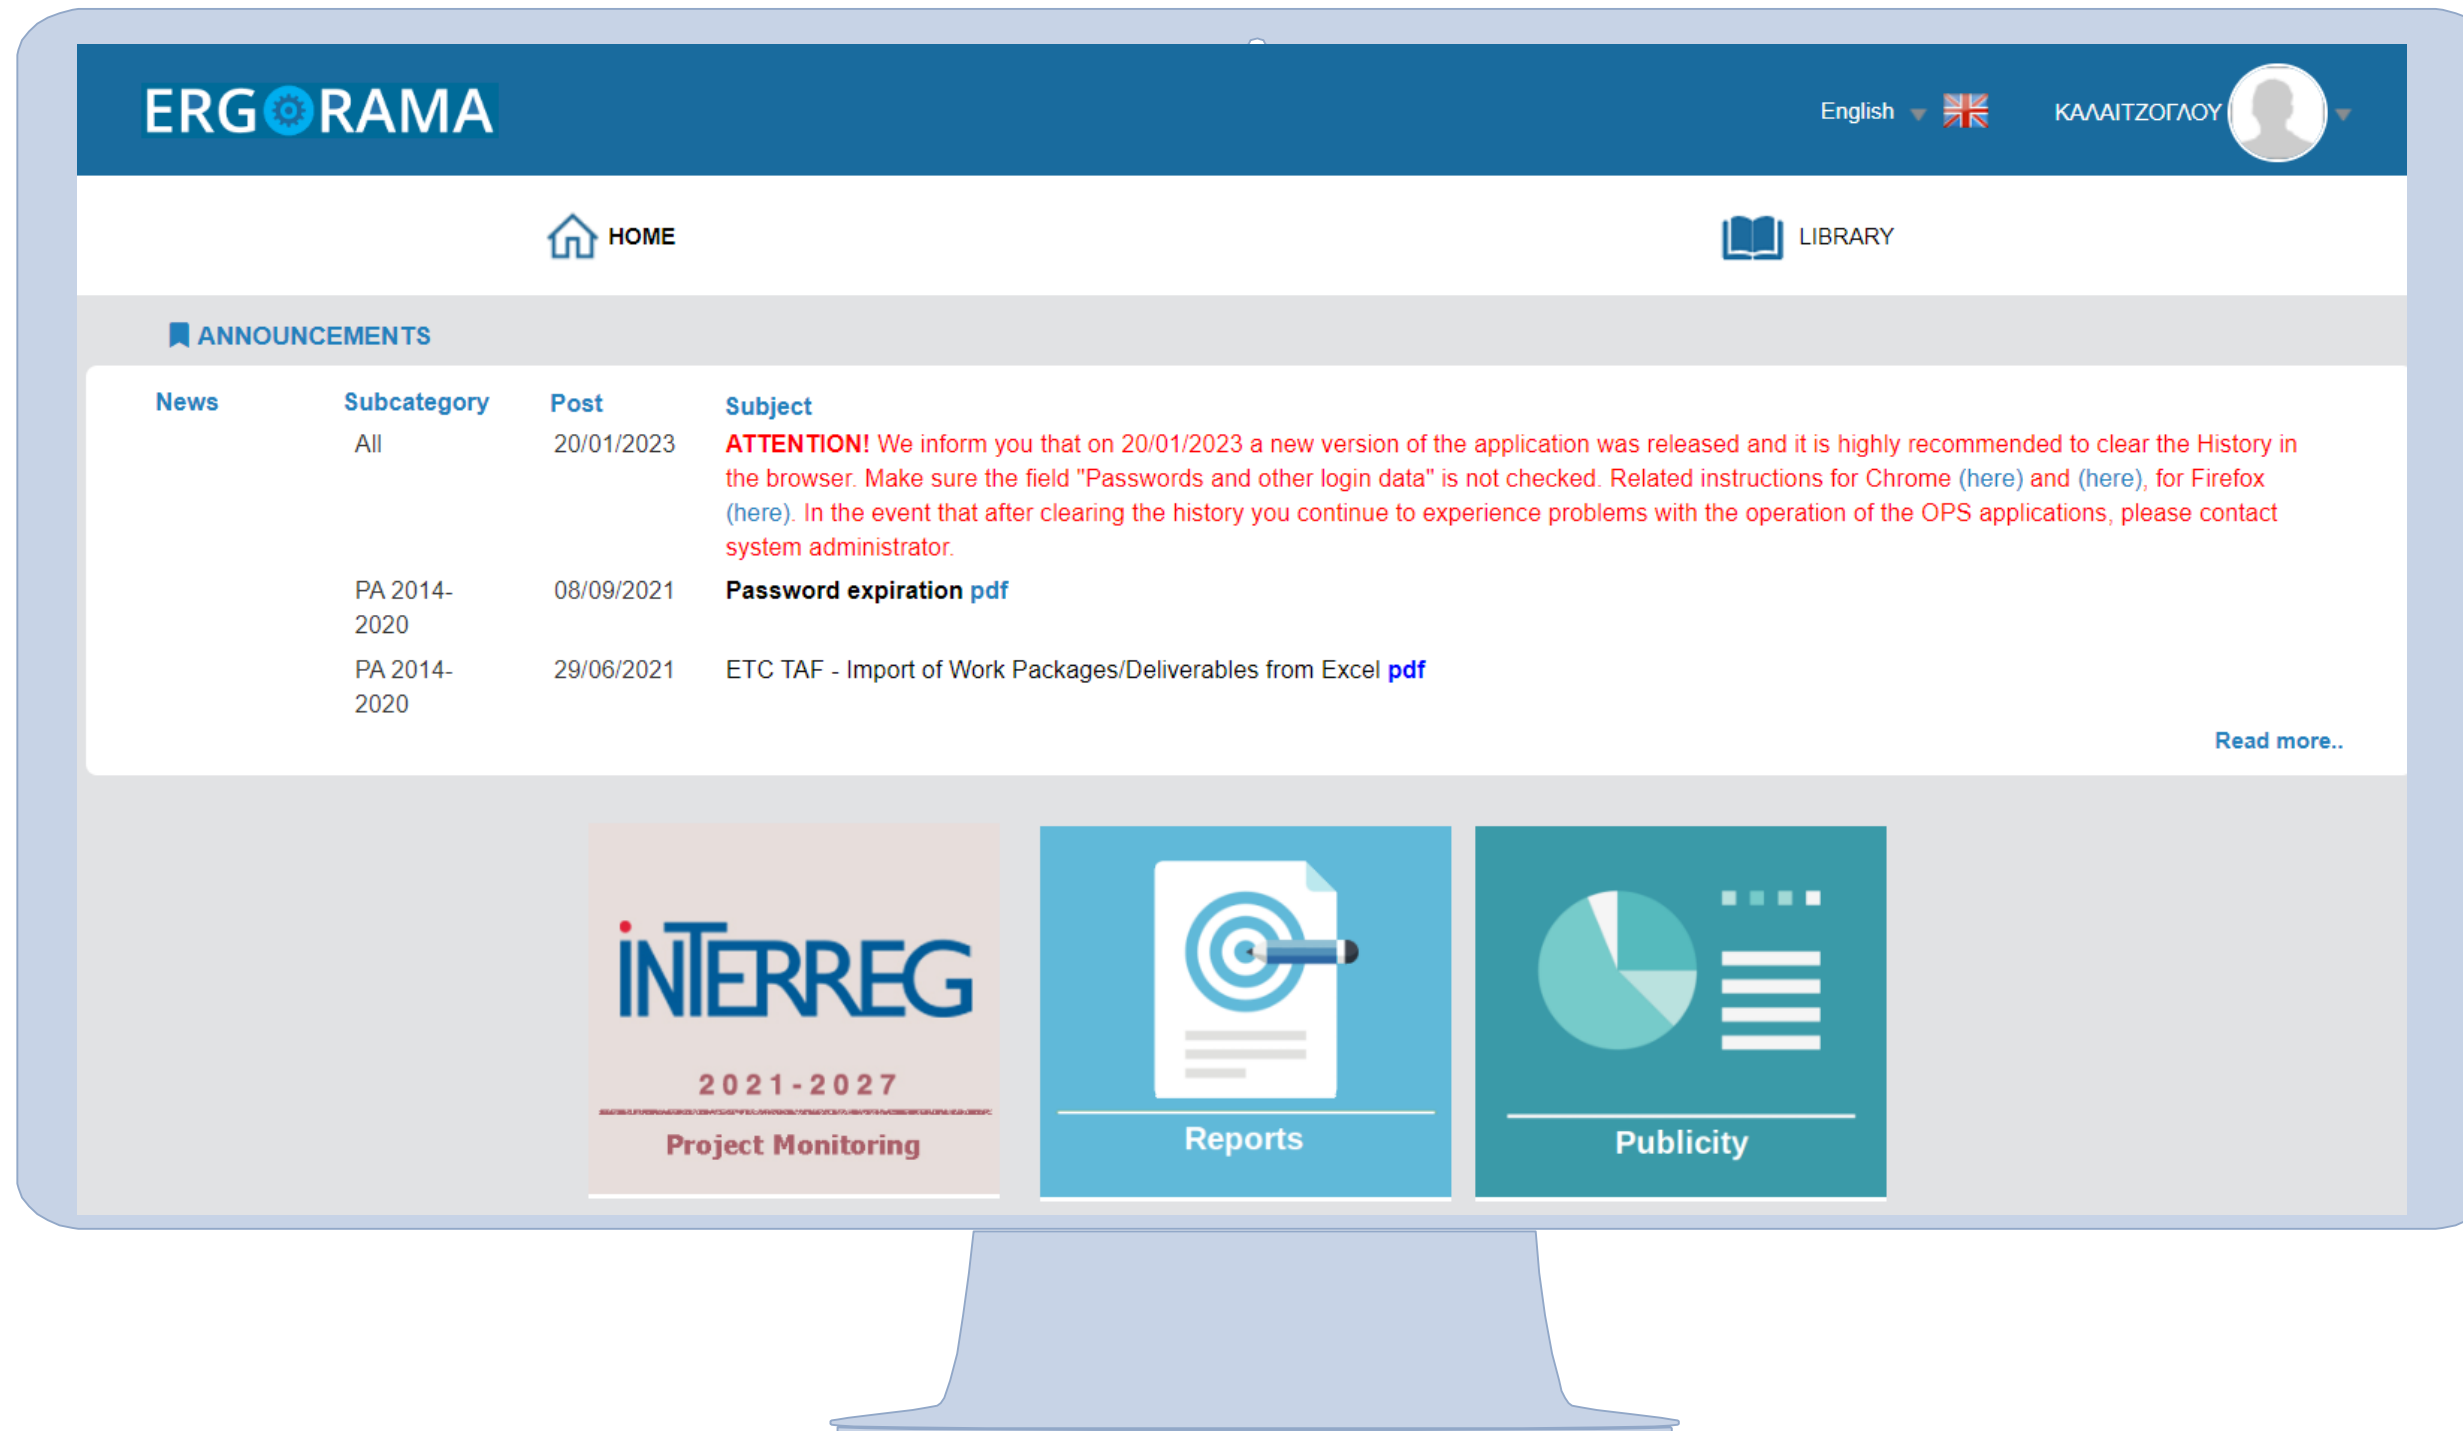 ERGORAMA
English
ΚΑΛΑΙΤΖΟΓΛΟΥ
HOME
LIBRARY
ANNOUNCEMENTS
News Subcategory Post Subject
All 20/01/2023 ATTENTION! We inform you that on 20/01/2023 a new version of the application was released and it is highly recommended to clear the History in
the browser. Make sure the field "Passwords and other login data" is not checked. Related instructions for Chrome (here) and (here), for Firefox
(here). In the event that after clearing the history you continue to experience problems with the operation of the OPS applications, please contact
system administrator.
PA 2014- 08/09/2021 Password expiration pdf
2020
PA 2014- 29/06/2021 ETC TAF - Import of Work Packages/Deliverables from Excel pdf
2020
Read more..
iNTERREG
2021-2027
Project Monitoring
Reports
Publicity